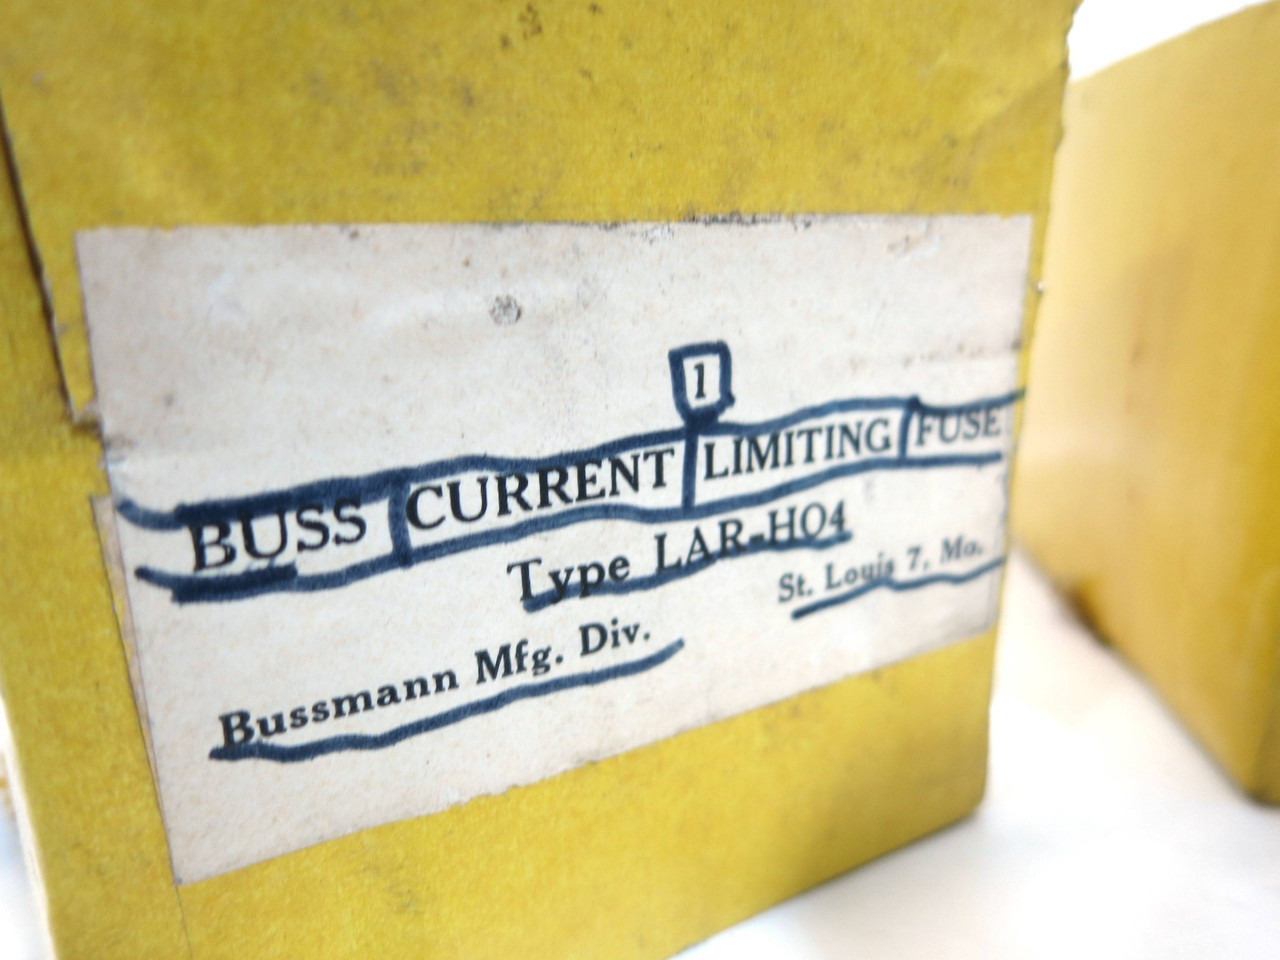 1
BUSS CURRENT LIMITING FUSE
Type LAR-HO4
Bussmann Mfg. Div. St. Louis 7, Mo.